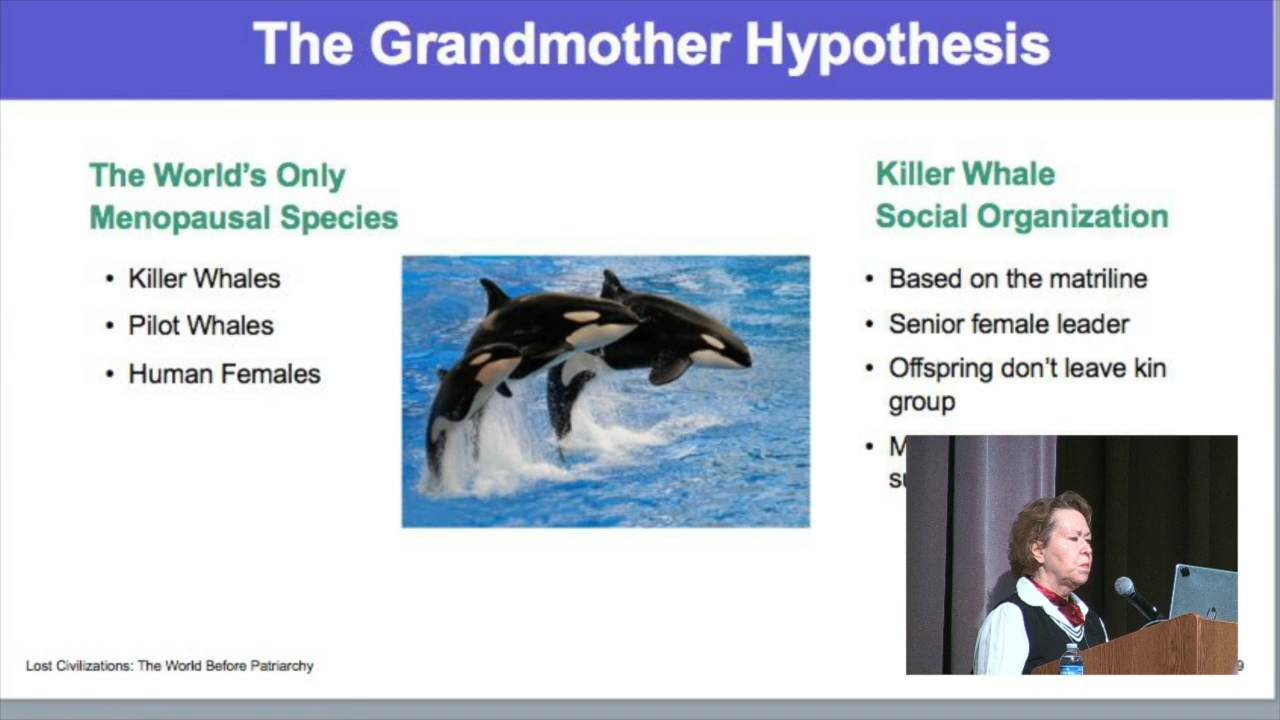 The Grandmother Hypothesis
The World's Only
Menopausal Species
• Killer Whales
• Pilot Whales
• Human Females
Killer Whale
Social Organization
• Based on the matriline
• Senior female leader
• Offspring don't leave kin
group
Lost Civilizations: The World Before Patriarchy